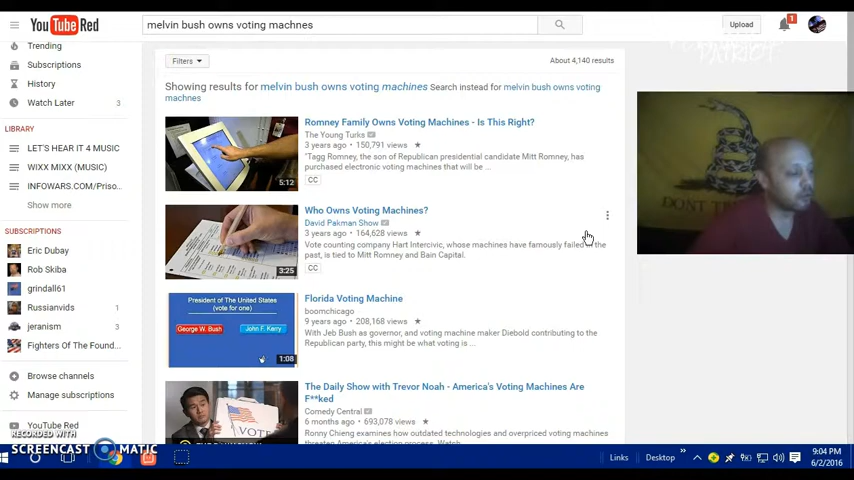 YouTube Red
melvin bush owns voting machnes
Upload
1
PATRIOT
Trending
Subscriptions
History
Watch Later 3
LIBRARY
LET'S HEAR IT 4 MUSIC
WIXX MIXX (MUSIC)
INFOWARS.COM/Priso...
Show more
SUBSCRIPTIONS
Eric Dubay
Rob Skiba
grindall61
Russianvids 1
jeranism 3
Fighters Of The Found...
Browse channels
Manage subscriptions
YouTube Red
Filters
About 4,140 results
Showing results for melvin bush owns voting machines Search instead for melvin bush owns voting
machnes
Romney Family Owns Voting Machines - Is This Right?
The Young Turks
3 years ago • 150,791 views
"Tagg Romney, the son of Republican presidential candidate Mitt Romney, has
purchased electronic voting machines that will be ...
CC
5:12
Who Owns Voting Machines?
David Pakman Show
3 years ago • 164,628 views
Vote counting company Hart Intercivic, whose machines have famously failed in the
past, is tied to Mitt Romney and Bain Capital.
CC
3:25
Florida Voting Machine
boomchicago
9 years ago • 208,168 views
With Jeb Bush as governor, and voting machine maker Diebold contributing to the
Republican party, this might be what voting is ...
President of The United States
(vote for one)
George W. Bush
John F. Kerry
1:08
The Daily Show with Trevor Noah - America's Voting Machines Are
F**ked
Comedy Central
6 months ago • 693,078 views
Ronny Chieng examines how outdated technologies and overpriced voting machines
threaten America's election process. Watch
VOTE
DON'T TREAD
RECORDED WITH
SCREENCAST MATIC
Links
Desktop
9:04 PM
6/2/2016